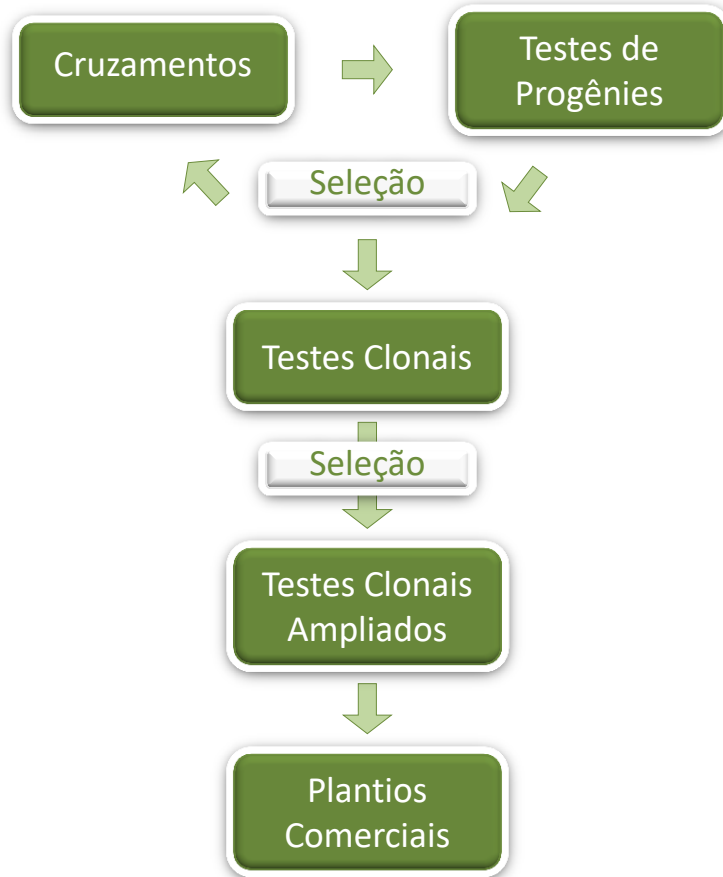 Cruzamentos
Testes de
Progênies
Seleção
Testes Clonais
Seleção
Testes Clonais
Ampliados
Plantios
Comerciais